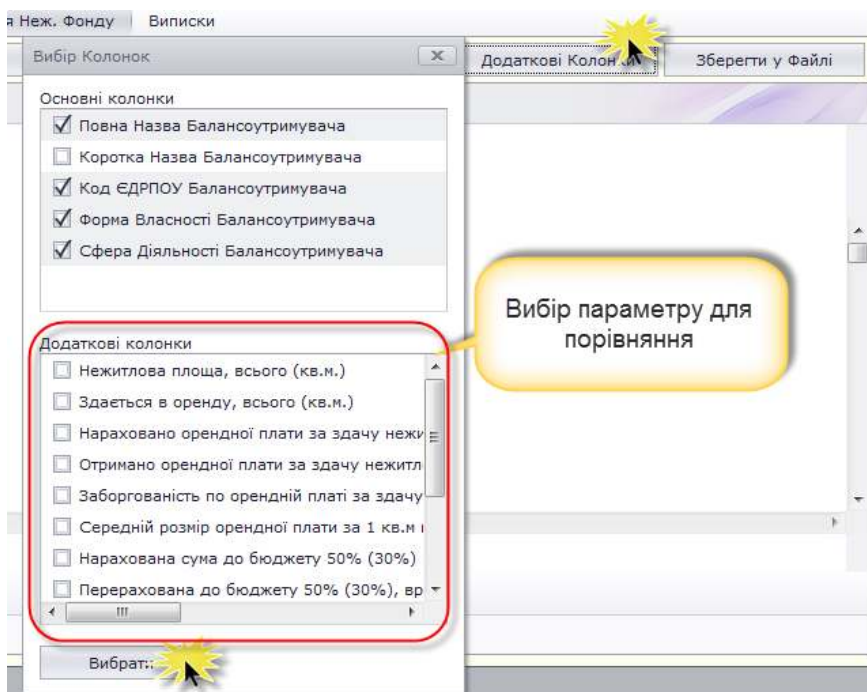 я Неж. Фонду Виписки
Вибір Колонок
Додаткові Колонки
Зберегти у Файлі
Основні колонки
Повна Назва Балансоутримувача
Коротка Назва Балансоутримувача
Код ЄДРПОУ Балансоутримувача
Форма Власності Балансоутримувача
Сфера Діяльності Балансоутримувача
Вибір параметру для
порівняння
Додаткові колонки
Нежитлова площа, всього (кв.м.)
Здається в оренду, всього (кв.м.)
Нараховано орендної плати за здачу нежи
Отримано орендної плати за здачу нежитл
Заборгованість по орендній платі за здачу
Середній розмір орендної плати за 1 кв.м
Нарахована сума до бюджету 50% (30%)
Перерахована до бюджету 50% (30%), вр
Вибрати